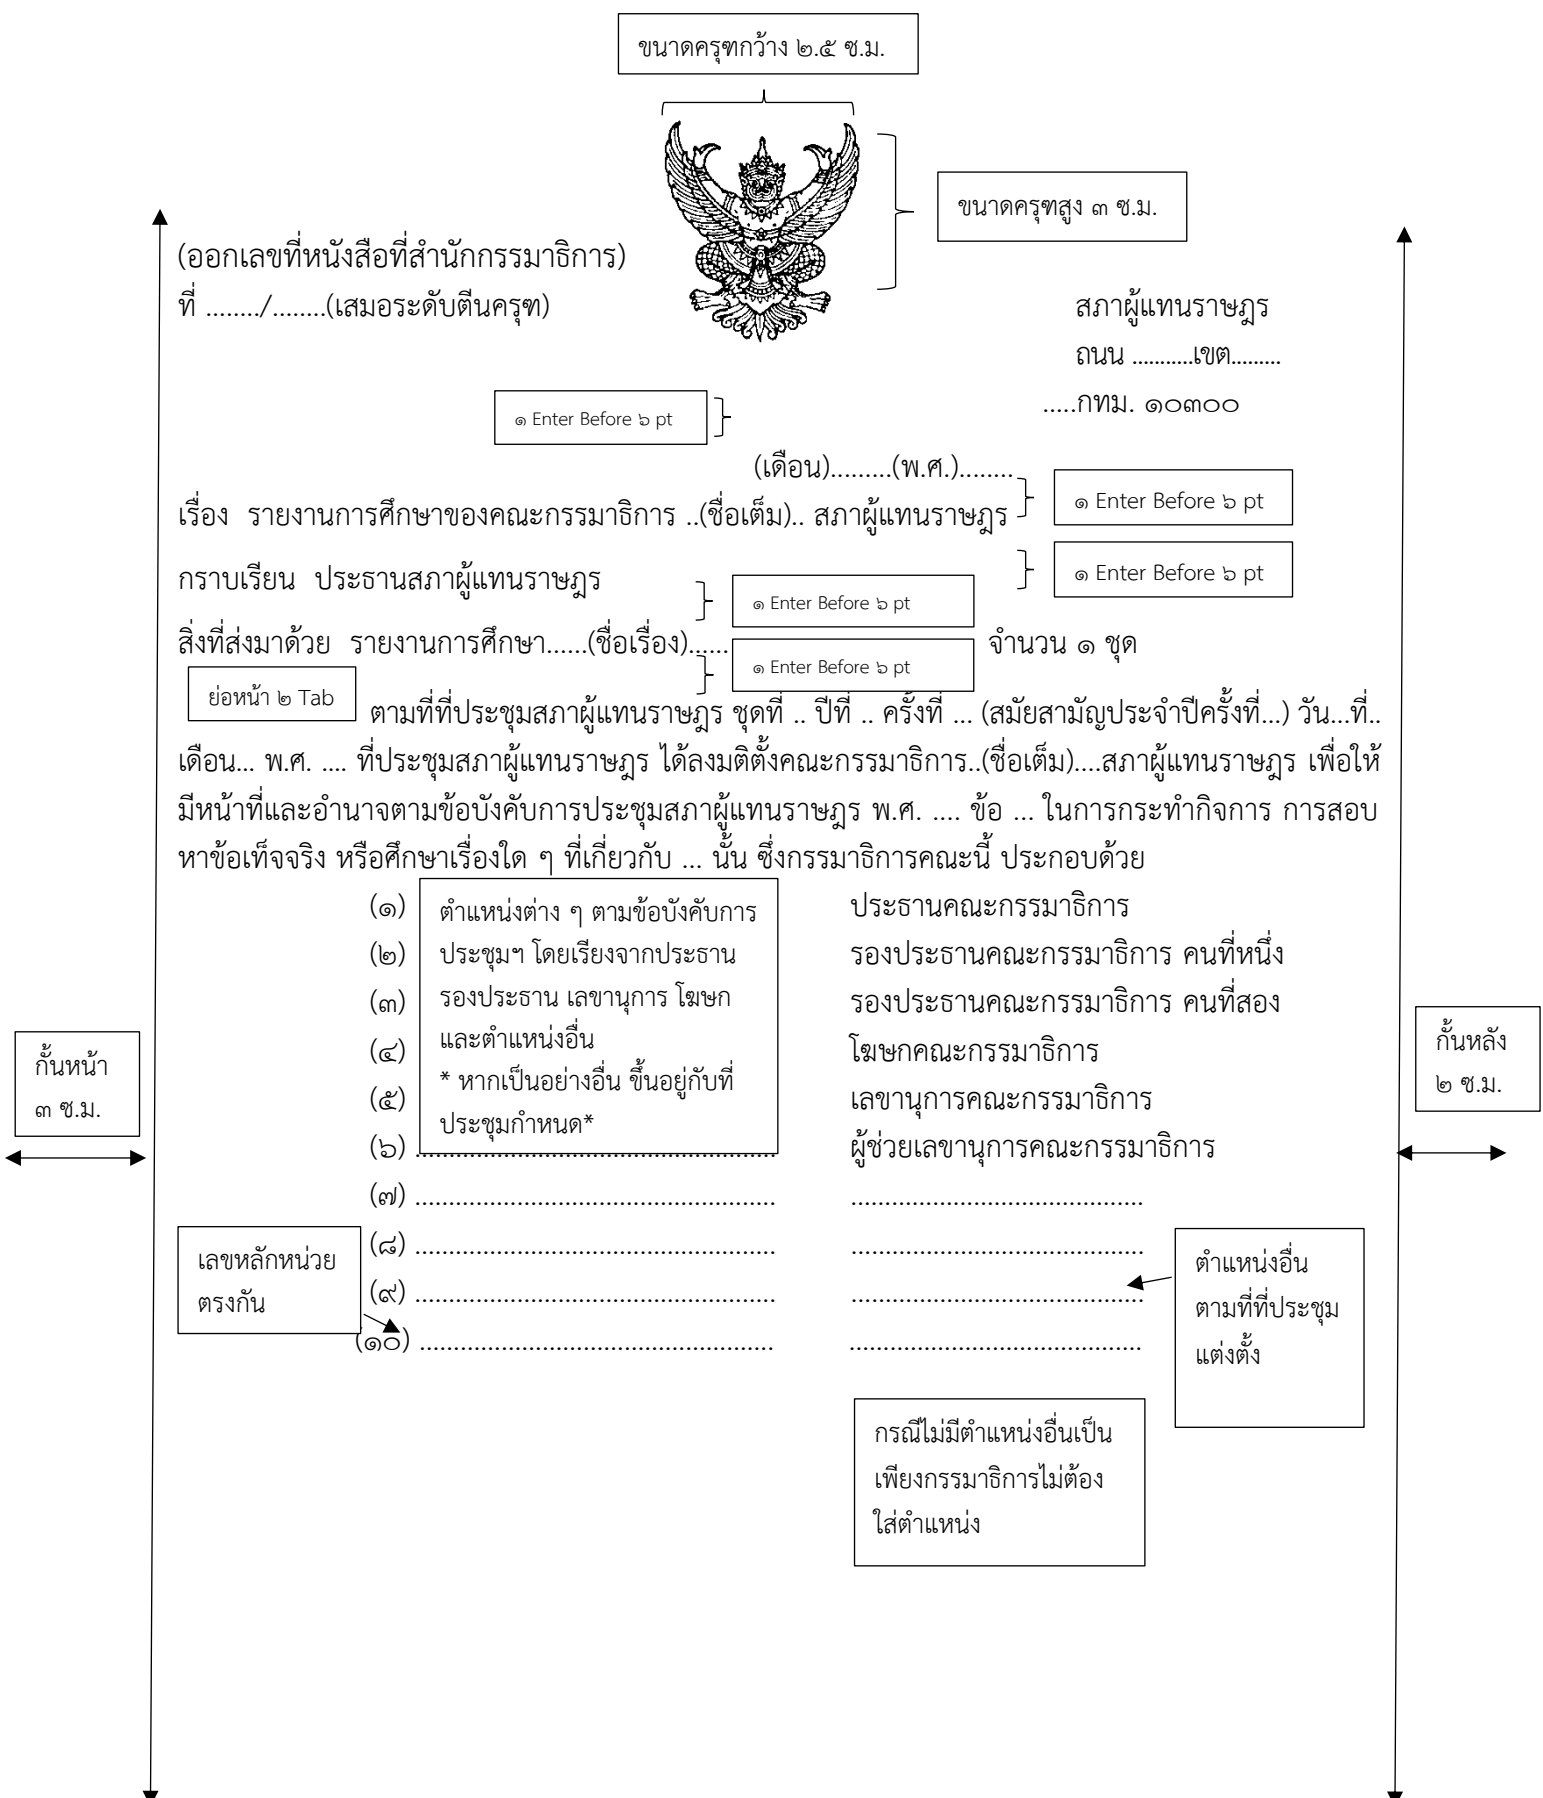 ขนาดครุฑกว้าง ๒.๕ ซ.ม.
ขนาดครุฑสูง ๓ ซ.ม.
(ออกเลขที่หนังสือที่สำนักกรรมาธิการ)
ที่ ......../........(เสมอระดับตีนครุฑ)
สภาผู้แทนราษฎร
ถนน ...........เขต.........
.....กทม. ๑๐๓๐๐
๑ Enter Before ๖ pt
(เดือน).........(พ.ศ.)........
๑ Enter Before ๖ pt
เรื่อง รายงานการศึกษาของคณะกรรมาธิการ ..(ชื่อเต็ม).. สภาผู้แทนราษฎร
๑ Enter Before ๖ pt
กราบเรียน ประธานสภาผู้แทนราษฎร
๑ Enter Before ๖ pt
สิ่งที่ส่งมาด้วย รายงานการศึกษา......(ชื่อเรื่อง)...... จำนวน ๑ ชุด
๑ Enter Before ๖ pt
ย่อหน้า ๒ Tab
ตามที่ที่ประชุมสภาผู้แทนราษฎร ชุดที่ .. ปีที่ .. ครั้งที่ ... (สมัยสามัญประจำปีครั้งที่...) วัน...ที่..
เดือน... พ.ศ. .... ที่ประชุมสภาผู้แทนราษฎร ได้ลงมติตั้งคณะกรรมาธิการ..(ชื่อเต็ม)....สภาผู้แทนราษฎร เพื่อให้
มีหน้าที่และอำนาจตามข้อบังคับการประชุมสภาผู้แทนราษฎร พ.ศ. .... ข้อ ... ในการกระทำกิจการ การสอบ
หาข้อเท็จจริง หรือศึกษาเรื่องใด ๆ ที่เกี่ยวกับ ... นั้น ซึ่งกรรมาธิการคณะนี้ ประกอบด้วย
(๑) ประธานคณะกรรมาธิการ
(๒) รองประธานคณะกรรมาธิการ คนที่หนึ่ง
(๓) รองประธานคณะกรรมาธิการ คนที่สอง
(๔) โฆษกคณะกรรมาธิการ
(๕) เลขานุการคณะกรรมาธิการ
(๖) ..................................................... ผู้ช่วยเลขานุการคณะกรรมาธิการ
ตำแหน่งต่าง ๆ ตามข้อบังคับการ
ประชุมฯ โดยเรียงจากประธาน
รองประธาน เลขานุการ โฆษก
และตำแหน่งอื่น
* หากเป็นอย่างอื่น ขึ้นอยู่กับที่
ประชุมกำหนด*
กั้นหน้า
๓ ซ.ม.
กั้นหลัง
๒ ซ.ม.
(๗) ..................................................... ...........................................
(๘) ..................................................... ...........................................
(๙) ..................................................... ...........................................
(๑๐) .................................................... ...........................................
เลขหลักหน่วย
ตรงกัน
ตำแหน่งอื่น
ตามที่ที่ประชุม
แต่งตั้ง
กรณีไม่มีตำแหน่งอื่นเป็น
เพียงกรรมาธิการไม่ต้อง
ใส่ตำแหน่ง